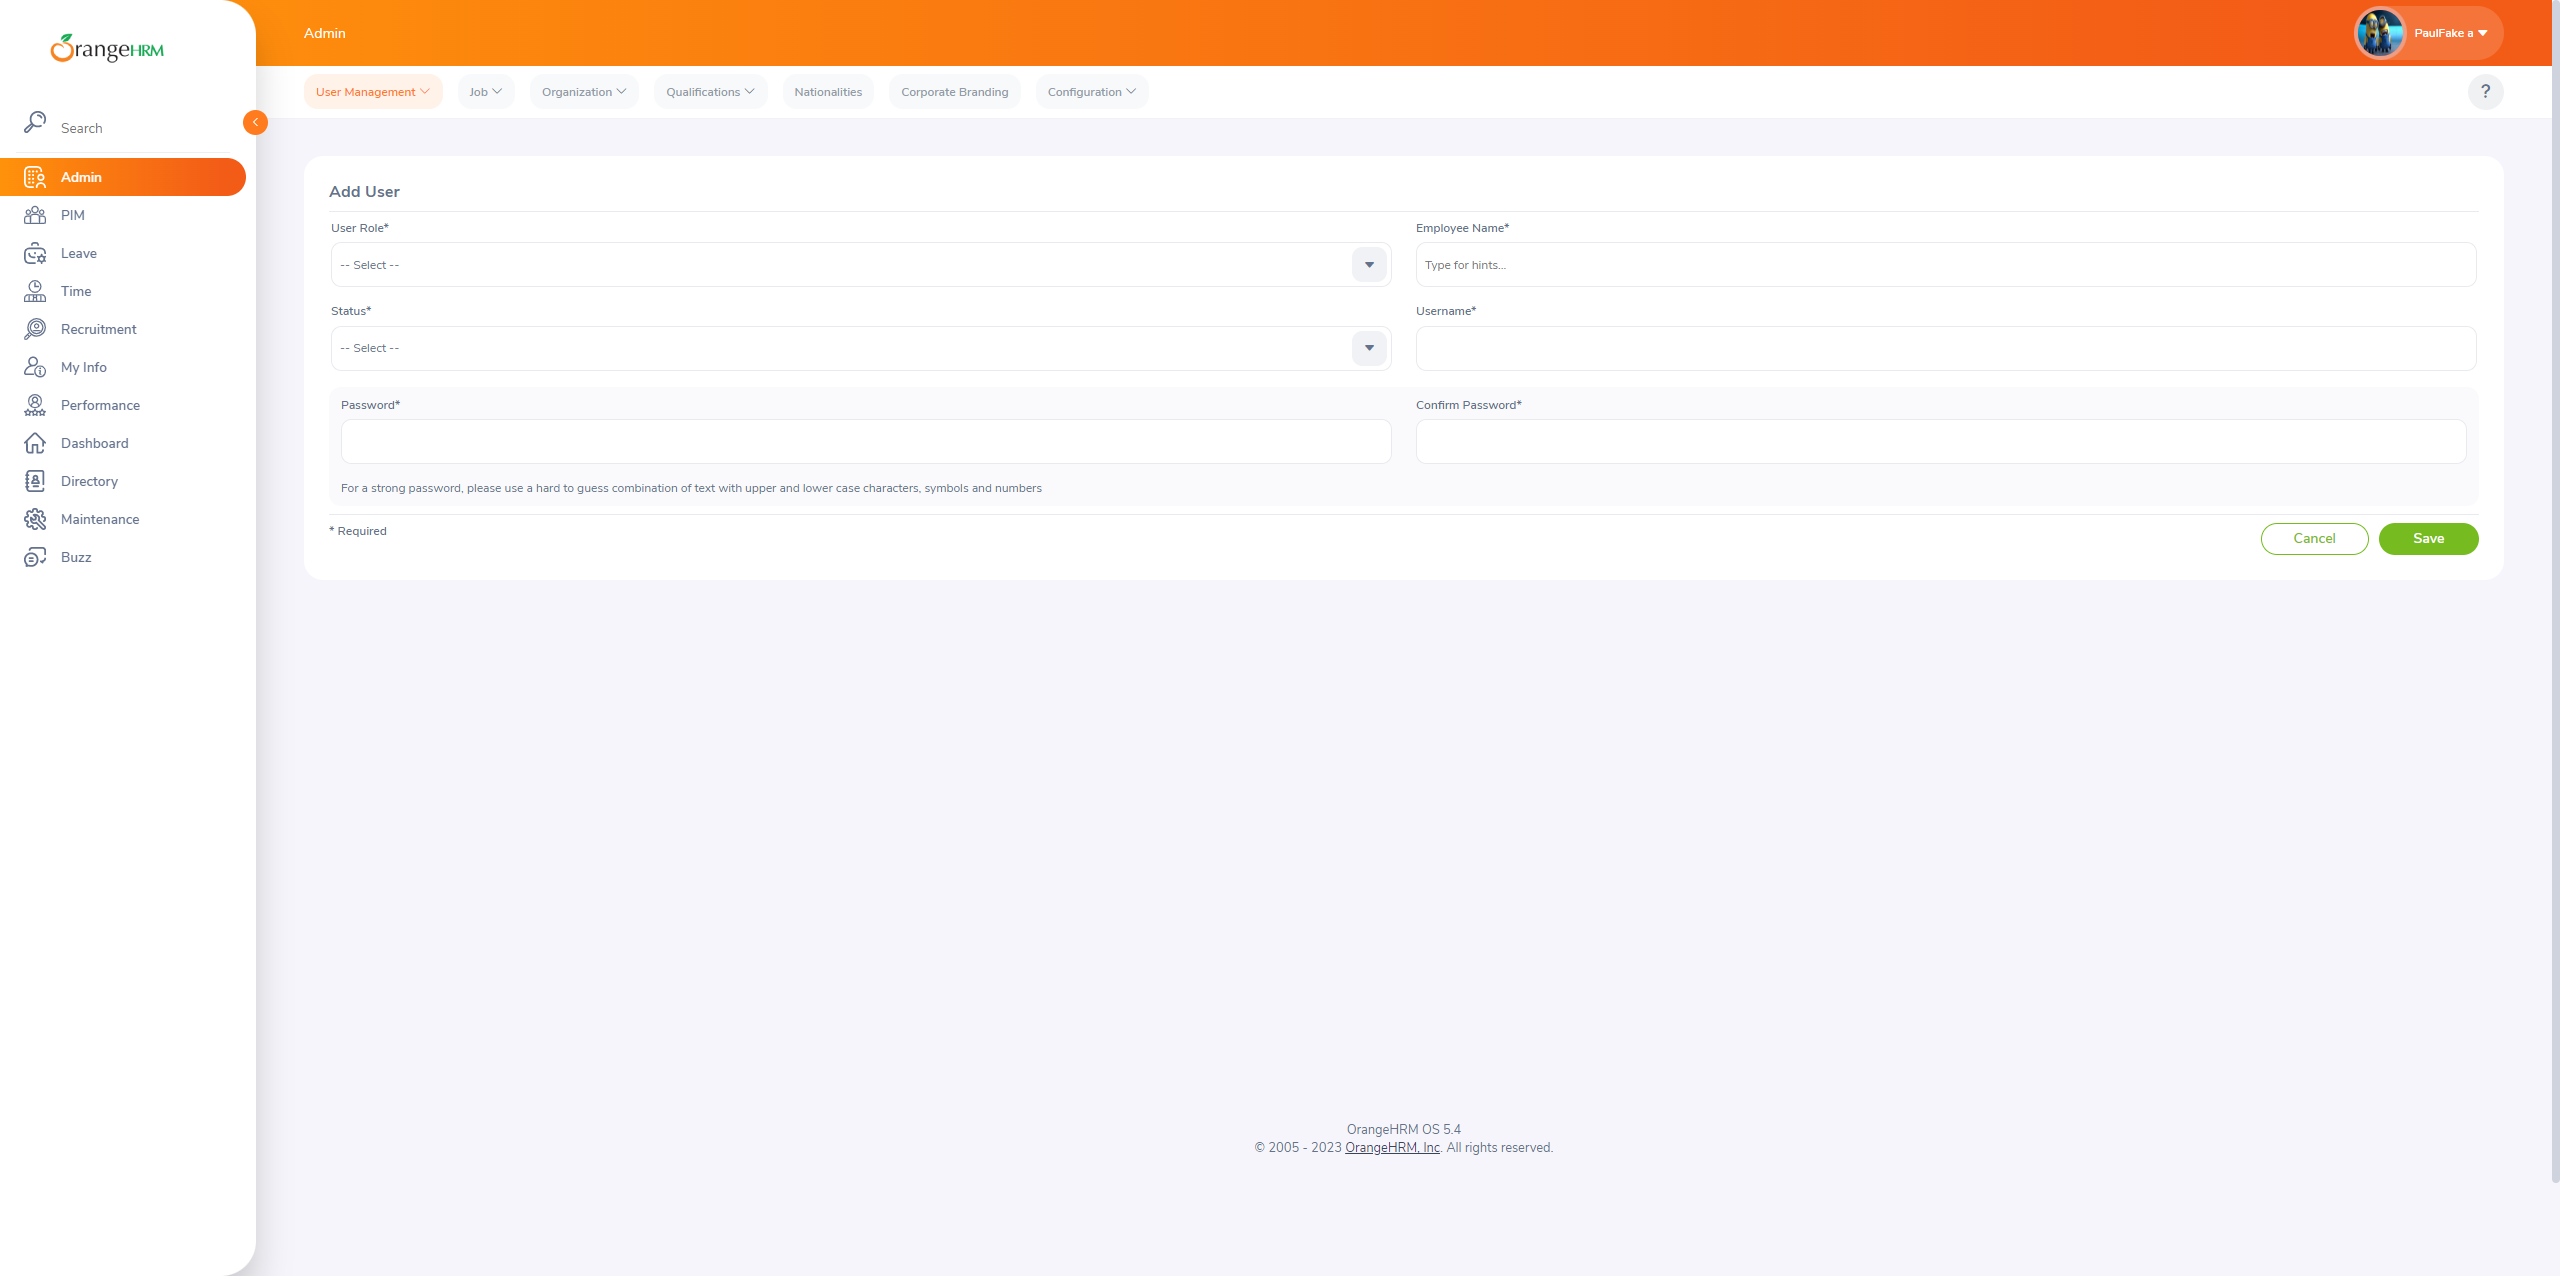 OrangeHRM
Admin
PaulFake a
User Management
Job
Organization
Qualifications
Nationalities
Corporate Branding
Configuration
?
Search
Admin
PIM
Leave
Time
Recruitment
My Info
Performance
Dashboard
Directory
Maintenance
Buzz
Add User
User Role*
Employee Name*
-- Select --
Type for hints...
Status*
Username*
-- Select --
Password*
Confirm Password*
For a strong password, please use a hard to guess combination of text with upper and lower case characters, symbols and numbers
* Required
Cancel
Save
OrangeHRM OS 5.4
© 2005 - 2023 OrangeHRM, Inc. All rights reserved.